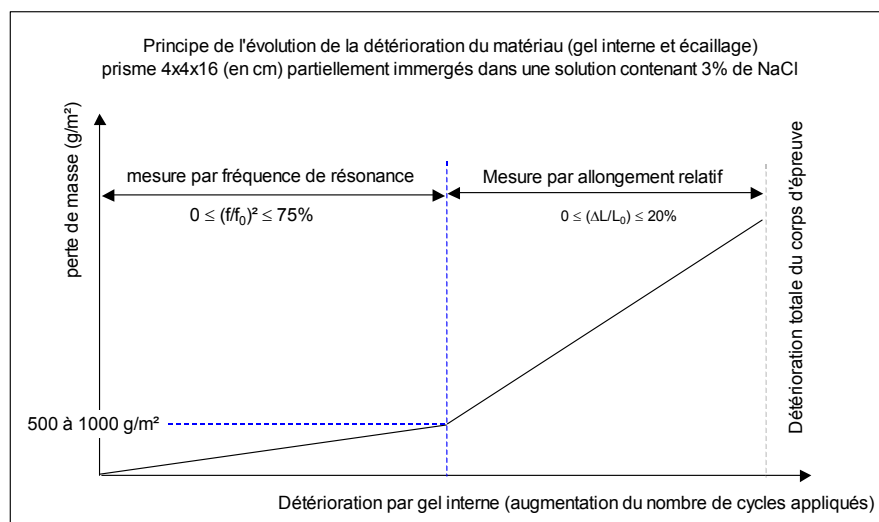 Principe de l'évolution de la détérioration du matériau (gel interne et écaillage)
prisme 4x4x16 (en cm) partiellement immergés dans une solution contenant 3% de NaCl
perte de masse (g/m²)
mesure par fréquence de résonance
0 ≤ (f/f₀)² ≤ 75%
Mesure par allongement relatif
0 ≤ (ΔL/L₀) ≤ 20%
Détérioration totale du corps d'épreuve
500 à 1000 g/m²
Détérioration par gel interne (augmentation du nombre de cycles appliqués)